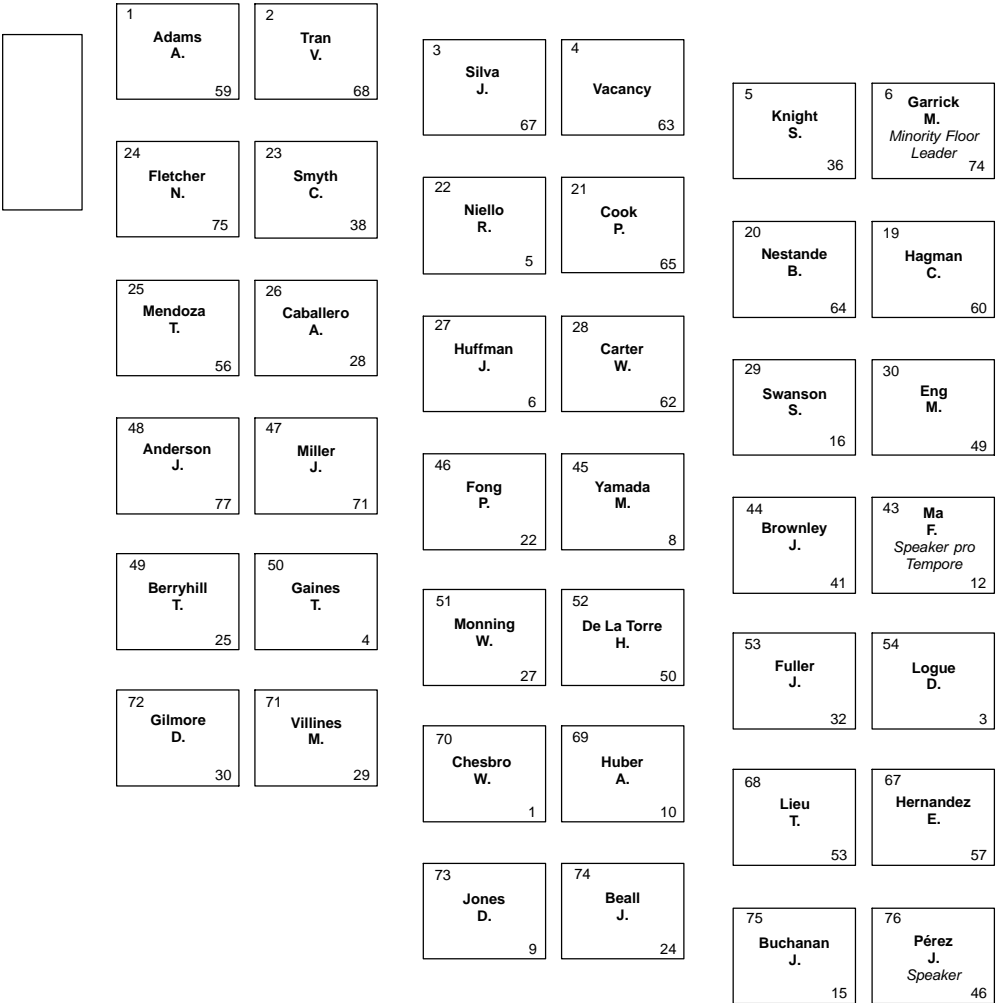 1
Adams
A.
59
2
Tran
V.
68
3
Silva
J.
67
4
Vacancy
63
5
Knight
S.
36
6
Garrick
M.
Minority Floor
Leader
74
24
Fletcher
N.
75
23
Smyth
C.
38
22
Niello
R.
5
21
Cook
P.
65
20
Nestande
B.
64
19
Hagman
C.
60
25
Mendoza
T.
56
26
Caballero
A.
28
27
Huffman
J.
6
28
Carter
W.
62
29
Swanson
S.
16
30
Eng
M.
49
48
Anderson
J.
77
47
Miller
J.
71
46
Fong
P.
22
45
Yamada
M.
8
44
Brownley
J.
41
43
Ma
F.
Speaker pro
Tempore
12
49
Berryhill
T.
25
50
Gaines
T.
4
51
Monning
W.
27
52
De La Torre
H.
50
53
Fuller
J.
32
54
Logue
D.
3
72
Gilmore
D.
30
71
Villines
M.
29
70
Chesbro
W.
1
69
Huber
A.
10
68
Lieu
T.
53
67
Hernandez
E.
57
73
Jones
D.
9
74
Beall
J.
24
75
Buchanan
J.
15
76
Pérez
J.
Speaker
46